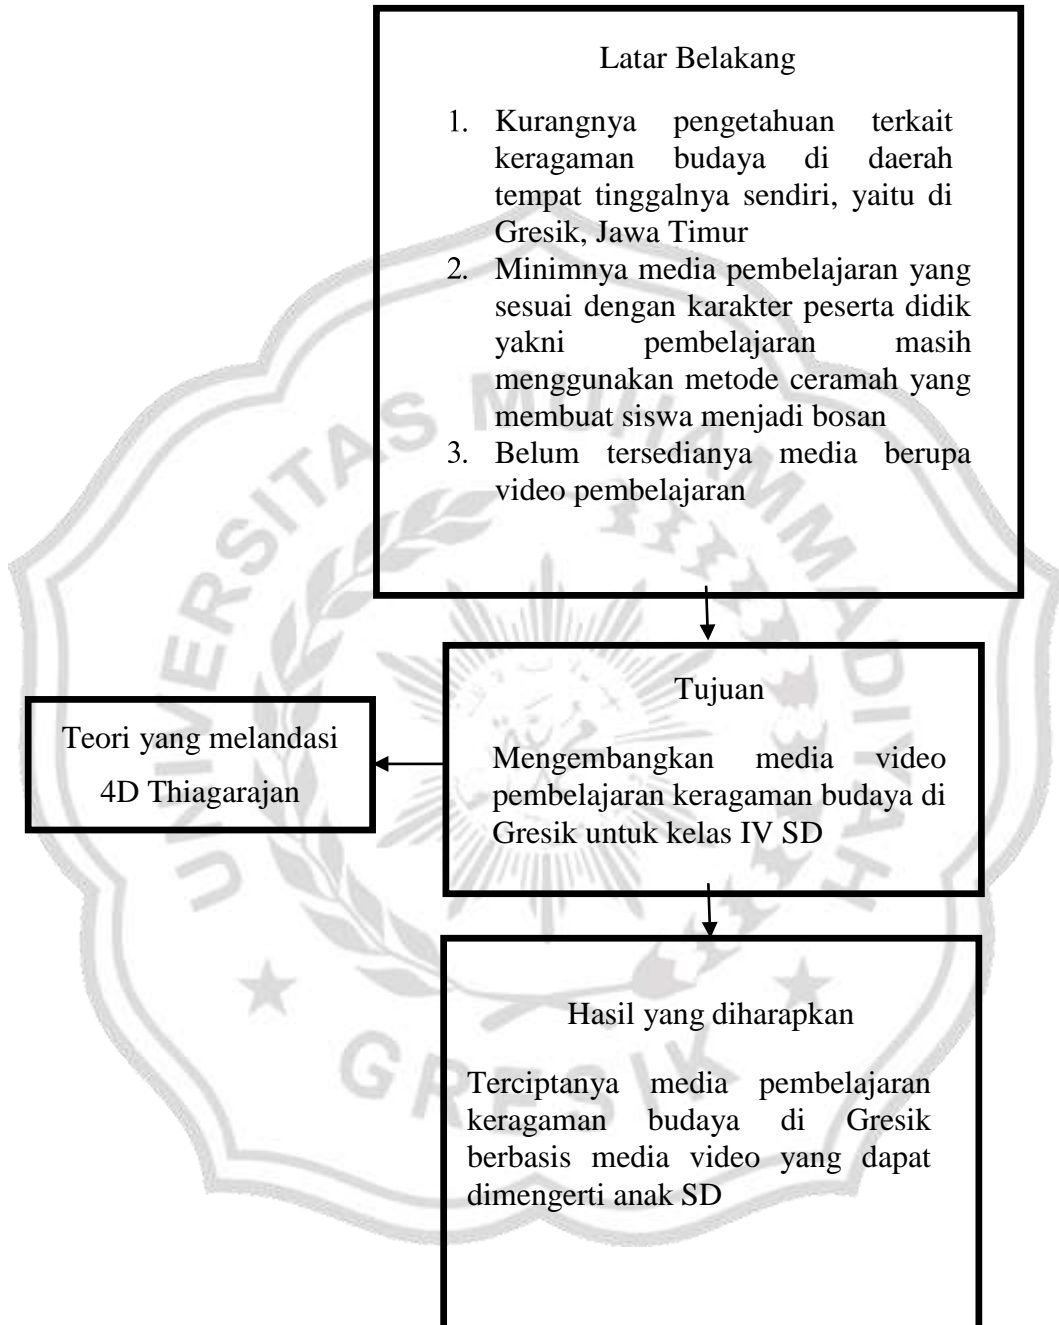 Latar Belakang
1. Kurangnya pengetahuan terkait
keragaman budaya di daerah
tempat tinggalnya sendiri, yaitu di
Gresik, Jawa Timur
2. Minimnya media pembelajaran yang
sesuai dengan karakter peserta didik
yakni pembelajaran masih
menggunakan metode ceramah yang
membuat siswa menjadi bosan
3. Belum tersedianya media berupa
video pembelajaran
Tujuan
Mengembangkan media video
pembelajaran keragaman budaya di
Gresik untuk kelas IV SD
Teori yang melandasi
4D Thiagarajan
Hasil yang diharapkan
Terciptanya media pembelajaran
keragaman budaya di Gresik
berbasis media video yang dapat
dimengerti anak SD
UNIVERSITAS MUHAMMADIYAH
GRESIK